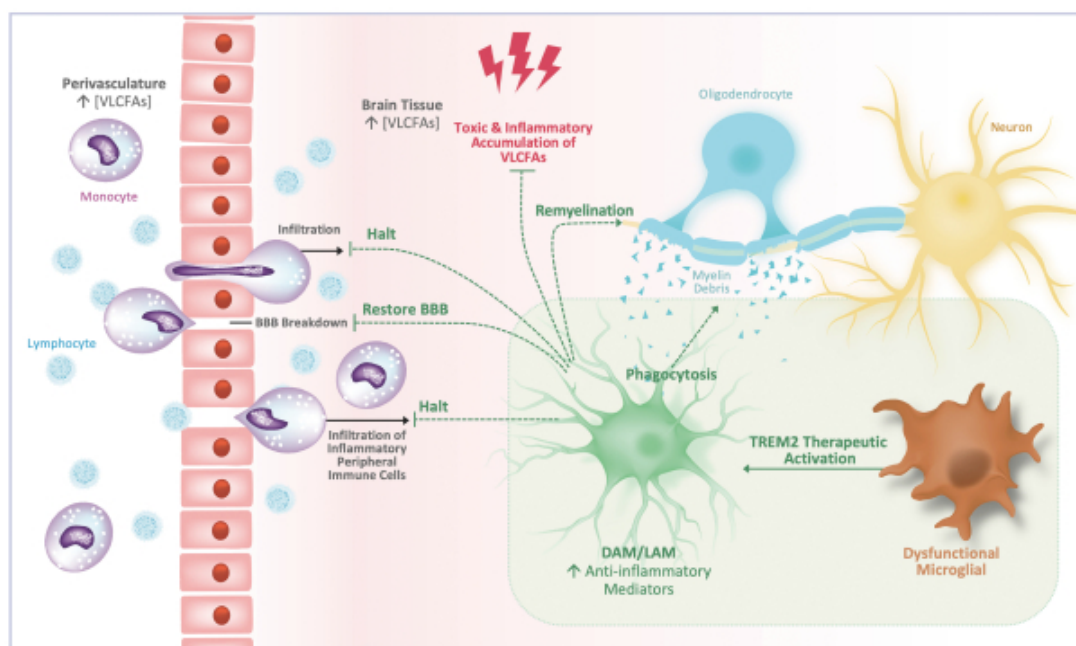 Perivasculature
↑ [VLCFAs]
Monocyte
Lymphocyte
Brain Tissue
↑ [VLCFAs]
Toxic & Inflammatory
Accumulation of
VLCFAs
Oligodendrocyte
Neuron
Remyelination
Myelin
Debris
Infiltration
Halt
BBB Breakdown
Restore BBB
Phagocytosis
Halt
Infiltration of
Inflammatory
Peripheral
Immune Cells
TREM2 Therapeutic
Activation
DAM/LAM
↑ Anti-inflammatory
Mediators
Dysfunctional
Microglial